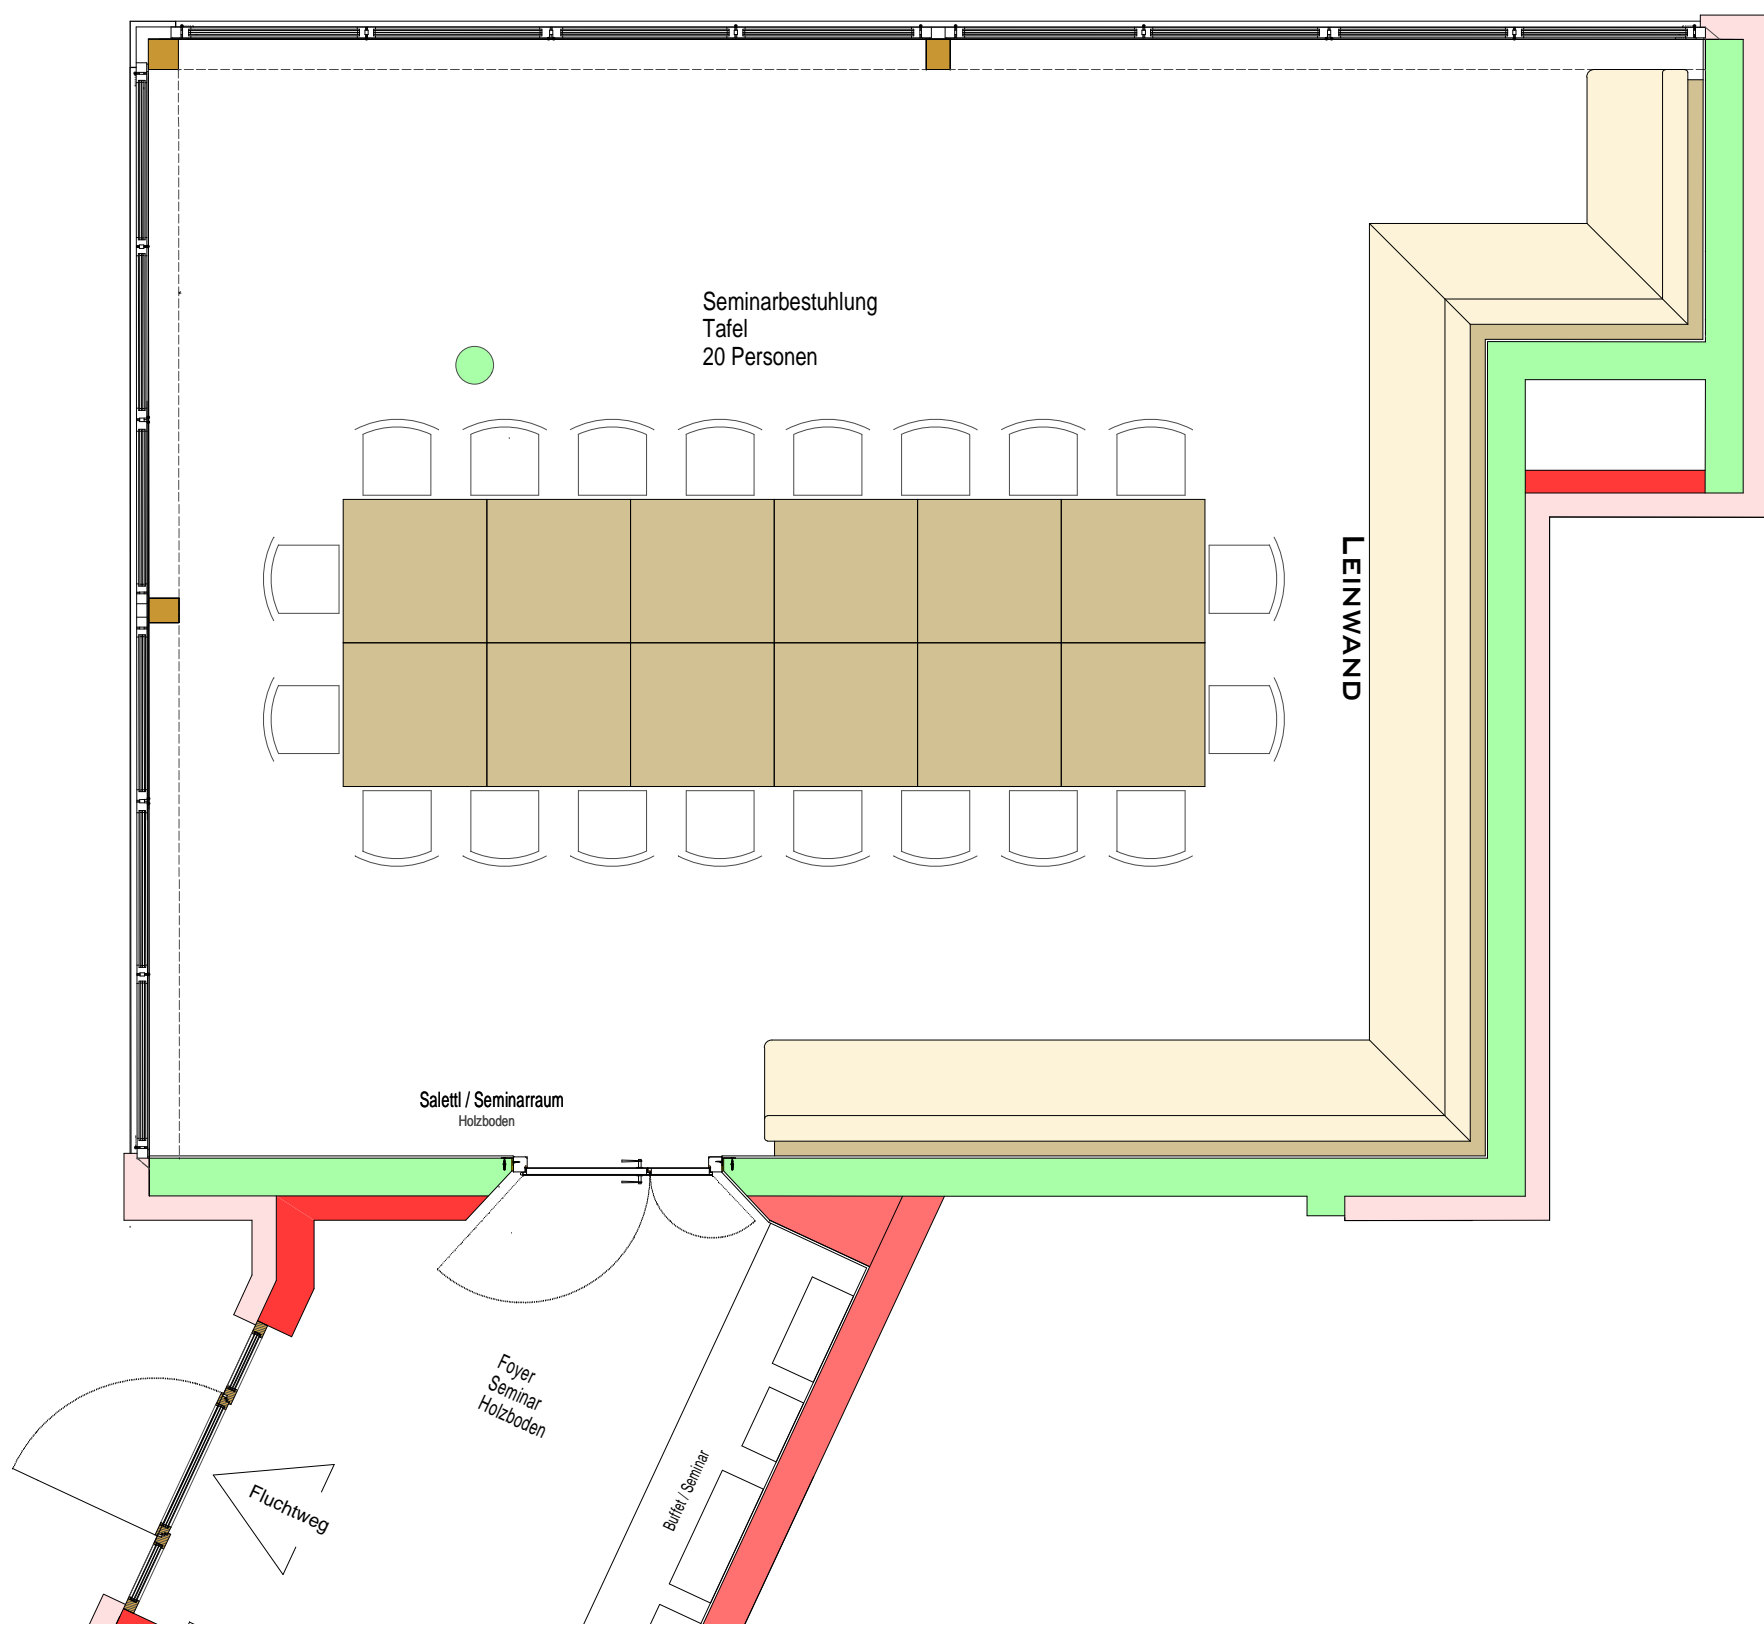 Seminarbestuhlung
Tafel
20 Personen
LEINWAND
Salettl / Seminarraum
Holzboden
Foyer
Seminar
Holzboden
Buffet / Seminar
Fluchtweg